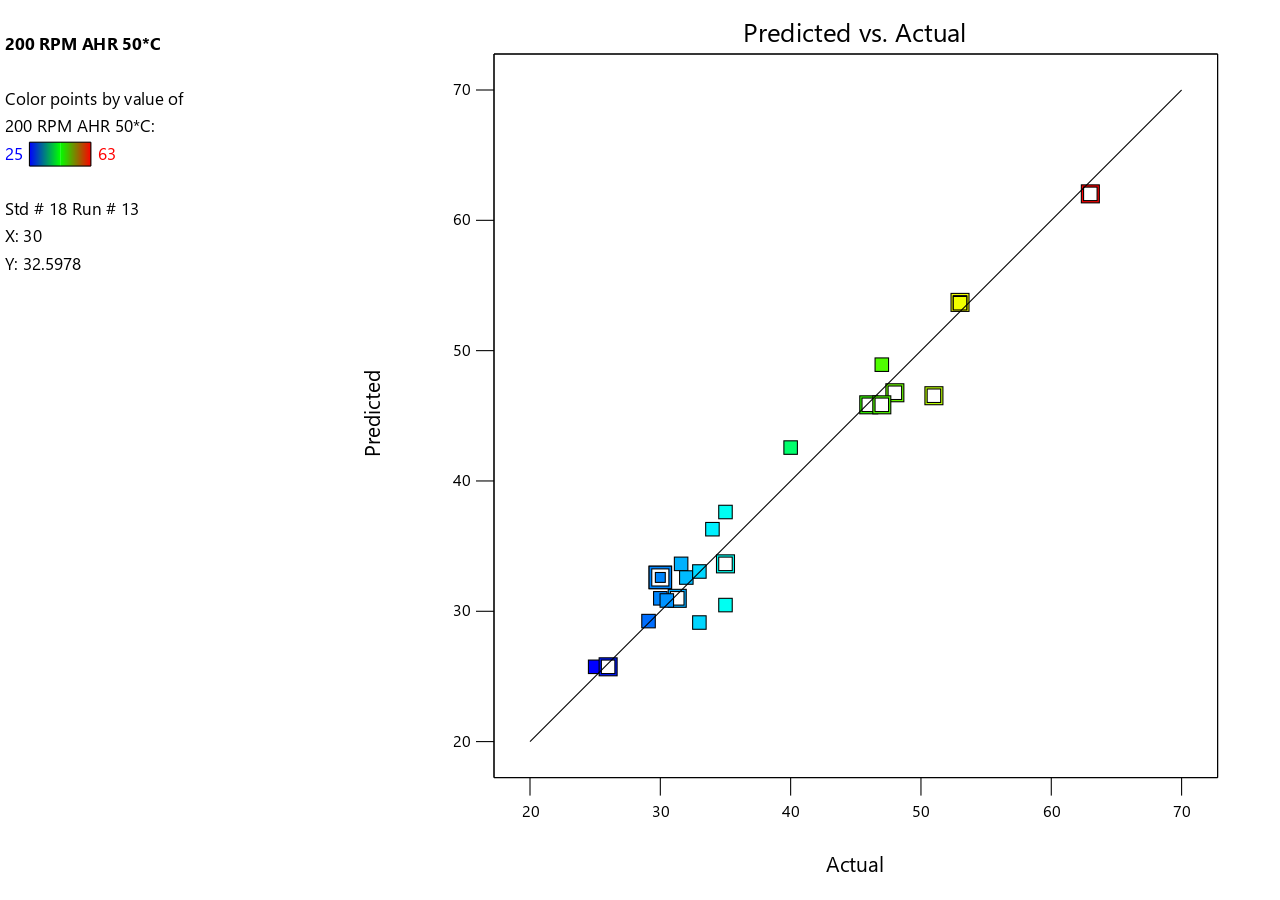 200 RPM AHR 50*C
Color points by value of
200 RPM AHR 50*C:
25 63
Std # 18 Run # 13
X: 30
Y: 32.5978
Predicted vs. Actual
Predicted
70
60
50
40
30
20
20 30 40 50 60 70
Actual